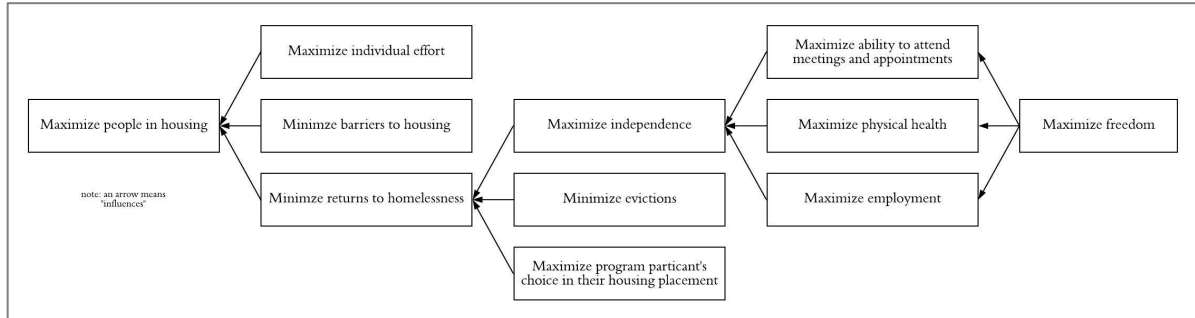 Maximize individual effort
Maximize ability to attend
meetings and appointments
Maximize people in housing
Minimze barriers to housing
Maximize independence
Maximize physical health
Maximize freedom
note: an arrow means
"influences"
Minimze returns to homelessness
Minimize evictions
Maximize employment
Maximize program particant's
choice in their housing placement